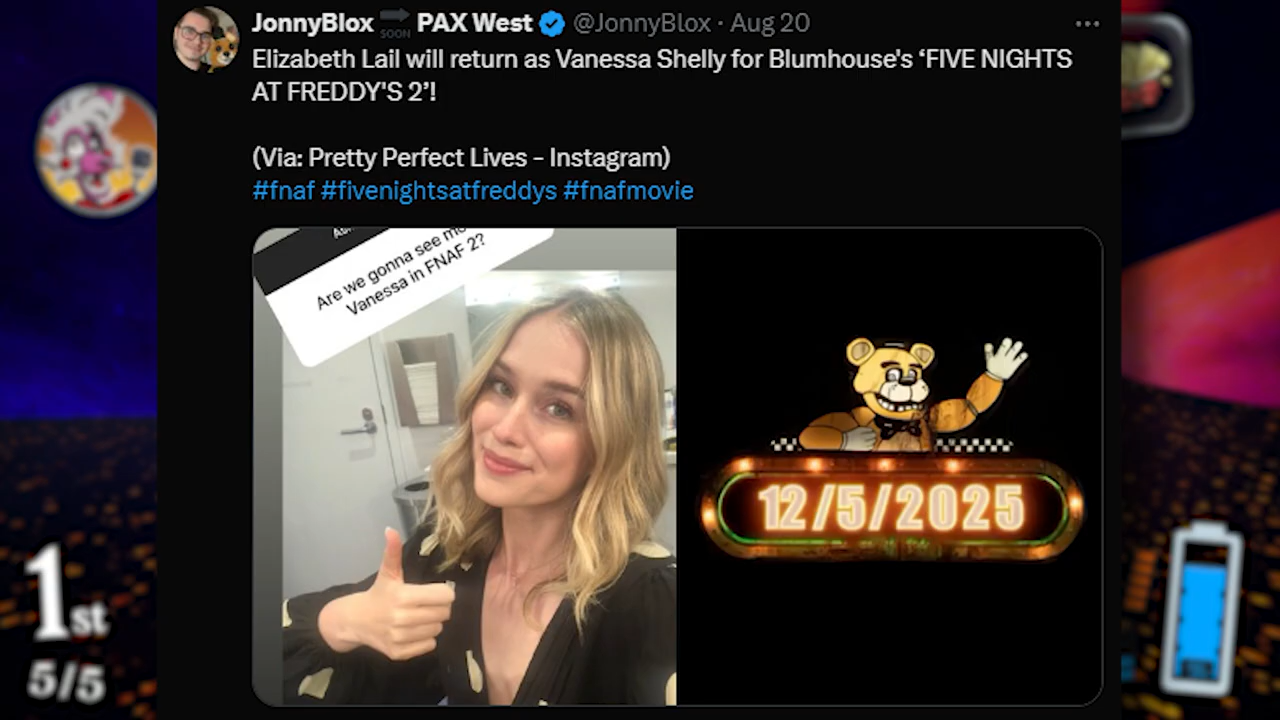 JonnyBlox SOON PAX West @JonnyBlox · Aug 20
Elizabeth Lail will return as Vanessa Shelly for Blumhouse's ‘FIVE NIGHTS
AT FREDDY'S 2’!
(Via: Pretty Perfect Lives - Instagram)
#fnaf #fivenightsatfreddys #fnafmovie
Are we gonna see
Vanessa in FNAF 2?
12/5/2025
1st
5/5